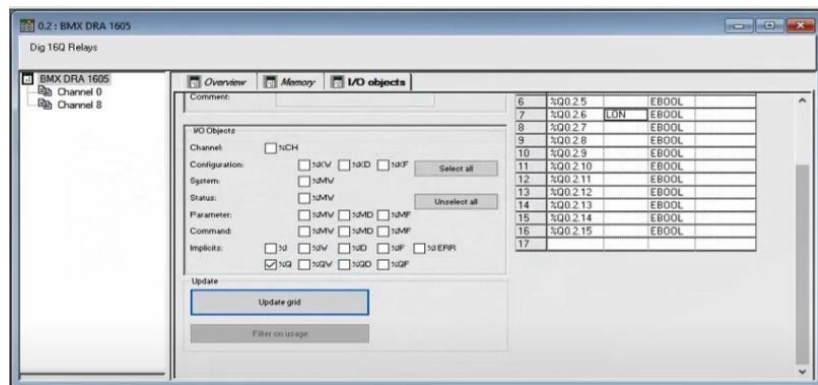 0.2 : BMX DRA 1605
Dig 16Q Relays
BMX DRA 1605
Channel 0
Channel 8
Overview Memory I/O objects
Comment:
I/O Objects
Channel: %CH
Configuration: %KW %KD %KF Select all
System: %MW
Status: %MW Unselect all
Parameter: %MW %MD %MF
Command: %MW %MD %MF
Implicits: %I %IW %ID %IF %I ERR
%Q %QW %QD %QF
Update
Update grid
Filter on usage
6 %Q0.2.5 EBOOL
7 %Q0.2.6 LON EBOOL
8 %Q0.2.7 EBOOL
9 %Q0.2.8 EBOOL
10 %Q0.2.9 EBOOL
11 %Q0.2.10 EBOOL
12 %Q0.2.11 EBOOL
13 %Q0.2.12 EBOOL
14 %Q0.2.13 EBOOL
15 %Q0.2.14 EBOOL
16 %Q0.2.15 EBOOL
17